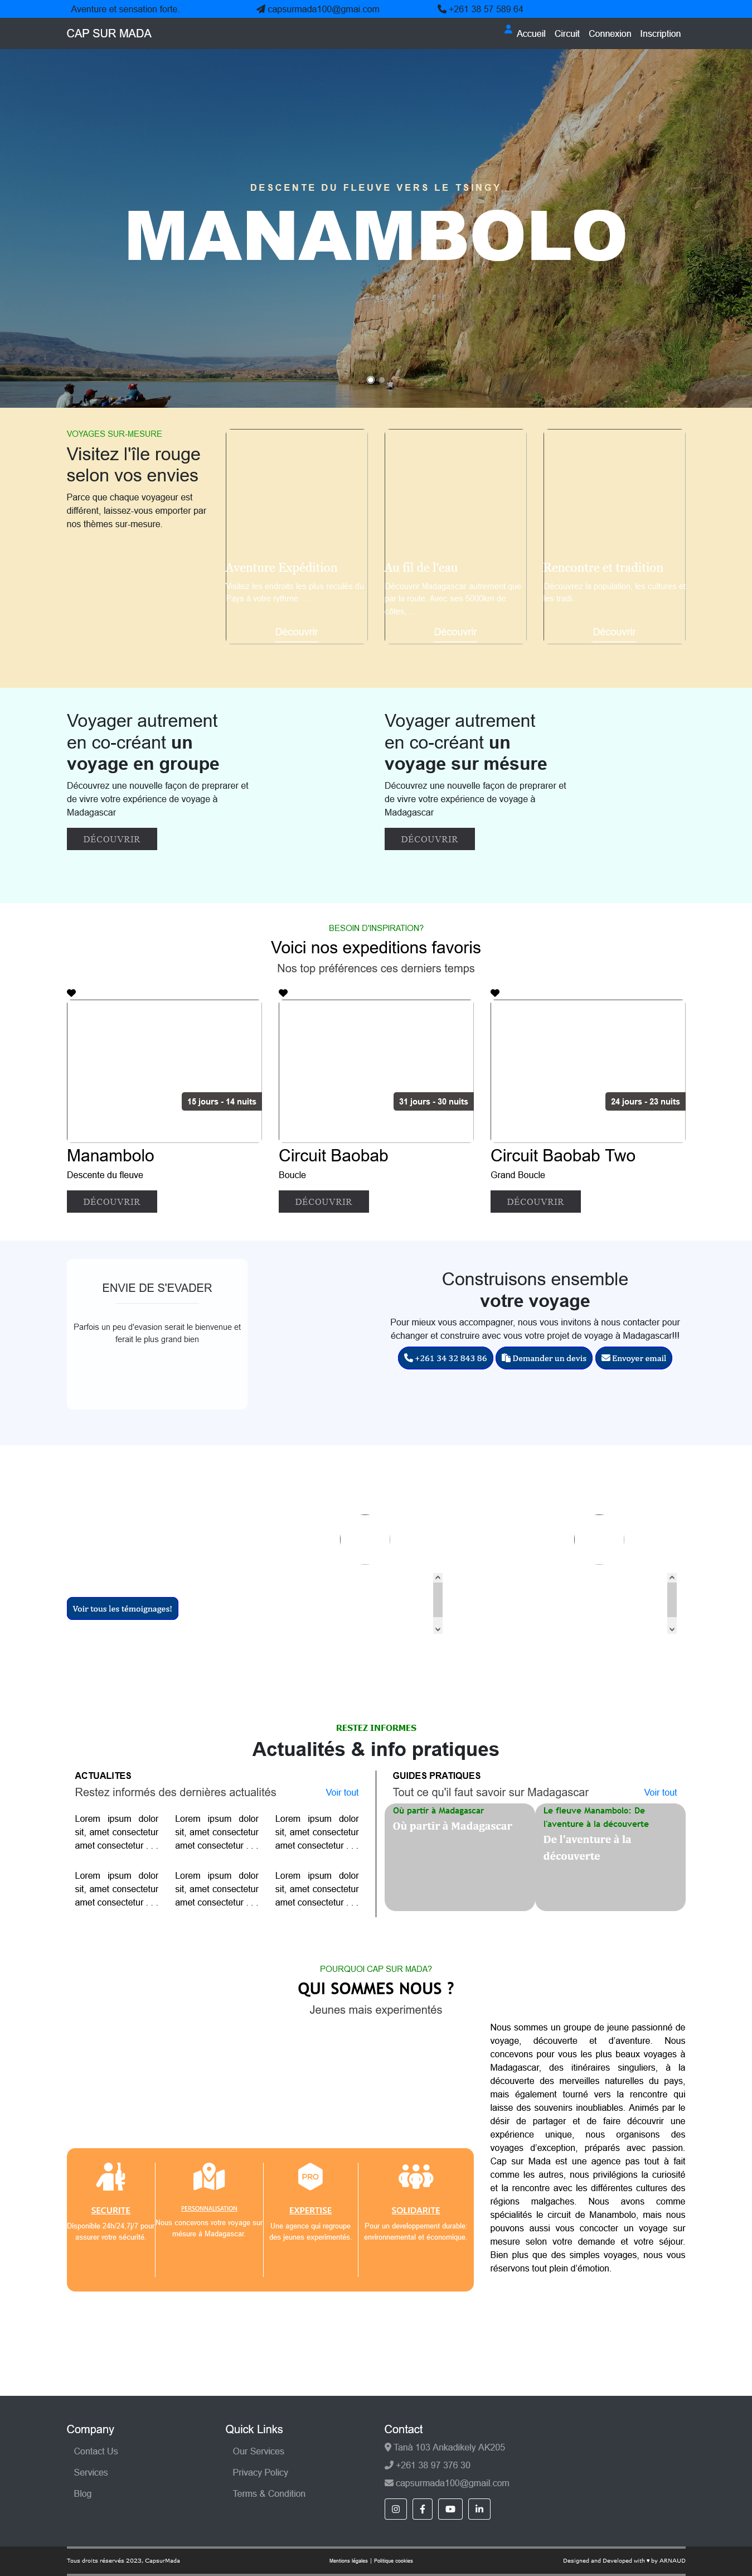 Aventure et sensation forte.
capsurmada100@gmai.com
+261 38 57 589 64
CAP SUR MADA
Accueil
Circuit
Connexion
Inscription
DESCENTE DU FLEUVE VERS LE TSINGY
MANAMBOLO
VOYAGES SUR-MESURE
Visitez l'île rouge
selon vos envies
Parce que chaque voyageur est
différent, laissez-vous emporter par
nos thèmes sur-mesure.
Aventure Expédition
Visitez les endroits les plus reculés du
Pays à votre rythme
Découvrir
Au fil de l'eau
Découvrir Madagascar autrement que
par la route. Avec ses 5000km de
côtes.
Découvrir
Rencontre et tradition
Découvrez la population, les cultures et
les tradi
Découvrir
Voyager autrement
en co-créant un
voyage en groupe
Découvrez une nouvelle façon de preprarer et
de vivre votre expérience de voyage à
Madagascar
DÉCOUVRIR
Voyager autrement
en co-créant un
voyage sur mésure
Découvrez une nouvelle façon de preprarer et
de vivre votre expérience de voyage à
Madagascar
DÉCOUVRIR
BESOIN D'INSPIRATION?
Voici nos expeditions favoris
Nos top préférences ces derniers temps
15 jours - 14 nuits
Manambolo
Descente du fleuve
DÉCOUVRIR
31 jours - 30 nuits
Circuit Baobab
Boucle
DÉCOUVRIR
24 jours - 23 nuits
Circuit Baobab Two
Grand Boucle
DÉCOUVRIR
ENVIE DE S'EVADER
Parfois un peu d'evasion serait le bienvenue et
ferait le plus grand bien
Construisons ensemble
votre voyage
Pour mieux vous accompagner, nous vous invitons à nous contacter pour
échanger et construire avec vous votre projet de voyage à Madagascar!!!
+261 34 32 843 86
Demander un devis
Envoyer email
Voir tous les témoignages!
RESTEZ INFORMES
Actualités & info pratiques
ACTUALITES
Restez informés des dernières actualités
Voir tout
Lorem ipsum dolor
sit, amet consectetur
amet consectetur . . .
Lorem ipsum dolor
sit, amet consectetur
amet consectetur . . .
Lorem ipsum dolor
sit, amet consectetur
amet consectetur . . .
Lorem ipsum dolor
sit, amet consectetur
amet consectetur . . .
Lorem ipsum dolor
sit, amet consectetur
amet consectetur . . .
Lorem ipsum dolor
sit, amet consectetur
amet consectetur . . .
GUIDES PRATIQUES
Tout ce qu'il faut savoir sur Madagascar
Voir tout
Où partir à Madagascar
Où partir à Madagascar
Le fleuve Manambolo: De
l'aventure à la découverte
De l'aventure à la
découverte
POURQUOI CAP SUR MADA?
QUI SOMMES NOUS ?
Jeunes mais experimentés
PRO
SECURITE
Disponible 24h/24,7j/7 pour
assurer votre sécurité.
PERSONNALISATION
Nous concevons votre voyage sur
mésure à Madagascar.
EXPERTISE
Une agence qui regroupe
des jeunes experimentés.
SOLIDARITE
Pour un developpement durable:
environnemental et économique.
Nous sommes un groupe de jeune passionné de
voyage, découverte et d'aventure. Nous
concevons pour vous les plus beaux voyages à
Madagascar, des itinéraires singuliers, à la
découverte des merveilles naturelles du pays,
mais également tourné vers la rencontre qui
laisse des souvenirs inoubliables. Animés par le
désir de partager et de faire découvrir une
expérience unique, nous organisons des
voyages d'exception, préparés avec passion.
Cap sur Mada est une agence pas tout à fait
comme les autres, nous privilégions la curiosité
et la rencontre avec les différentes cultures des
régions malgaches. Nous avons comme
spécialités le circuit de Manambolo, mais nous
pouvons aussi vous concocter un voyage sur
mesure selon votre demande et votre séjour.
Bien plus que des simples voyages, nous vous
réservons tout plein d'émotion.
Company
Contact Us
Services
Blog
Quick Links
Our Services
Privacy Policy
Terms & Condition
Contact
Tanà 103 Ankadikely AK205
+261 38 97 376 30
capsurmada100@gmail.com
Tous droits réservés 2023, CapsurMada
Mentions légales | Politique cookies
Designed and Developed with ♥ by ARNAUD